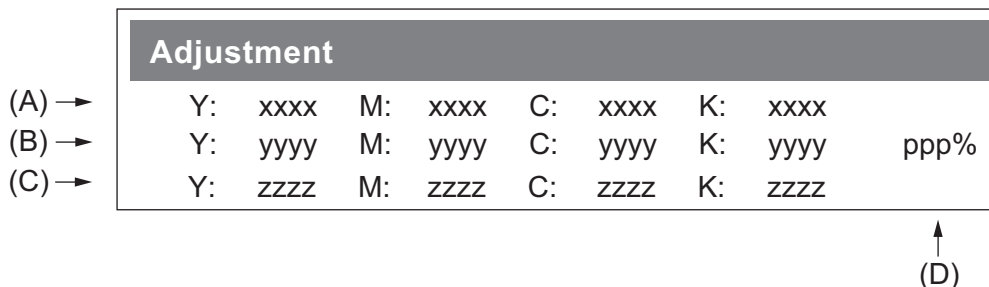 Adjustment
(A) Y: xxxx M: xxxx C: xxxx K: xxxx
(B) Y: yyyy M: yyyy C: yyyy K: yyyy ppp%
(C) Y: zzzz M: zzzz C: zzzz K: zzzz
(D)